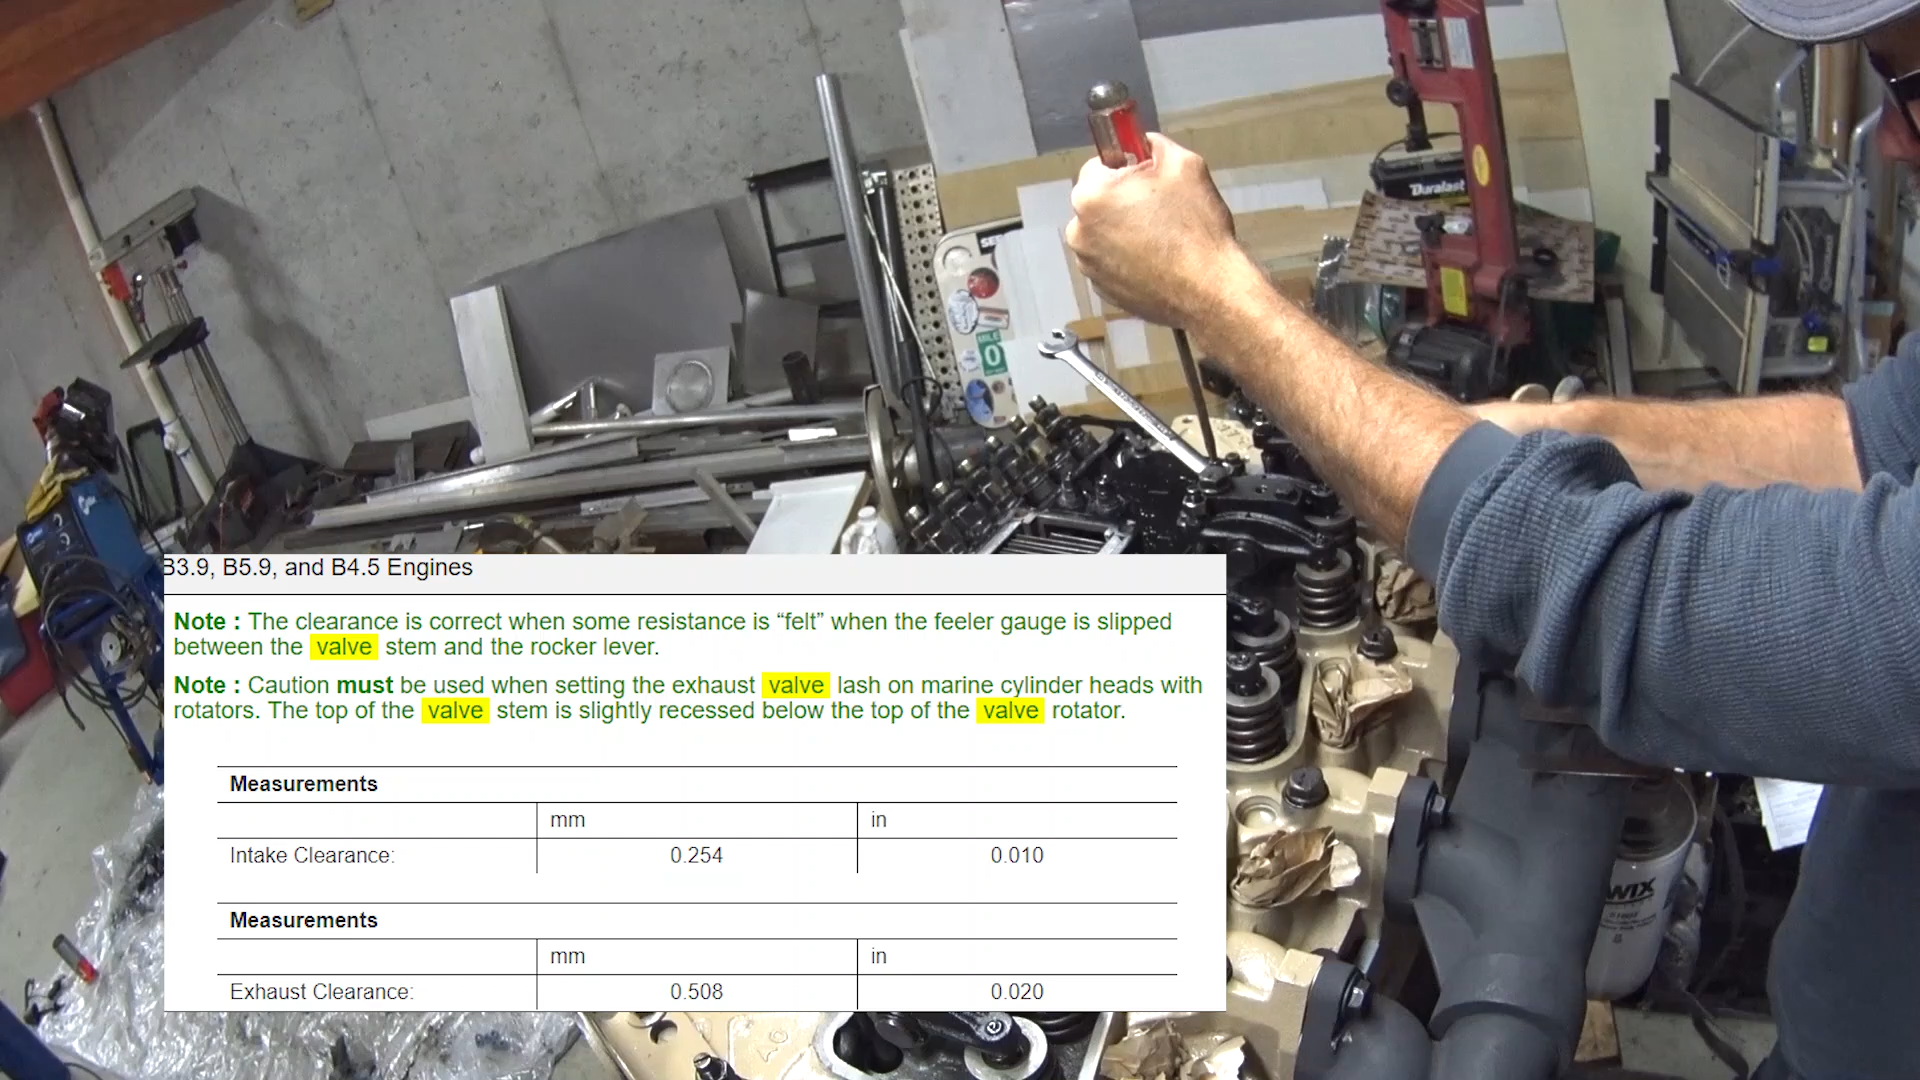 Duralast
SE
MILE
0
B3.9, B5.9, and B4.5 Engines
Note : The clearance is correct when some resistance is “felt” when the feeler gauge is slipped
between the valve stem and the rocker lever.
Note : Caution must be used when setting the exhaust valve lash on marine cylinder heads with
rotators. The top of the valve stem is slightly recessed below the top of the valve rotator.
Measurements
mm in
Intake Clearance: 0.254 0.010
Measurements
mm in
Exhaust Clearance: 0.508 0.020
WIX